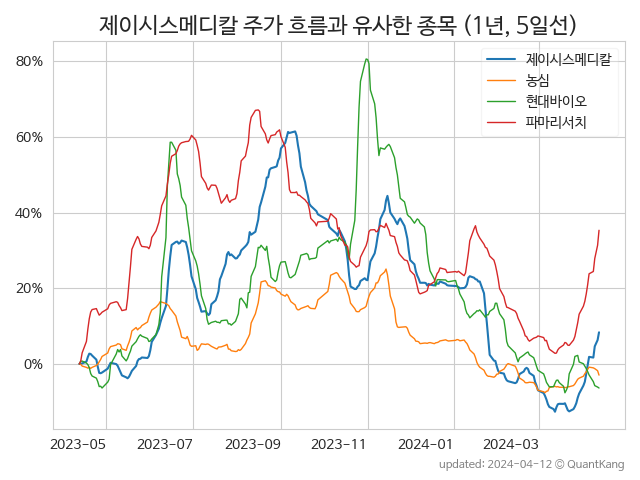 제이시스메디칼 주가 흐름과 유사한 종목 (1년, 5일선)
제이시스메디칼
농심
현대바이오
파마리서치
80%
60%
40%
20%
0%
2023-05 2023-07 2023-09 2023-11 2024-01 2024-03
updated: 2024-04-12 © QuantKang